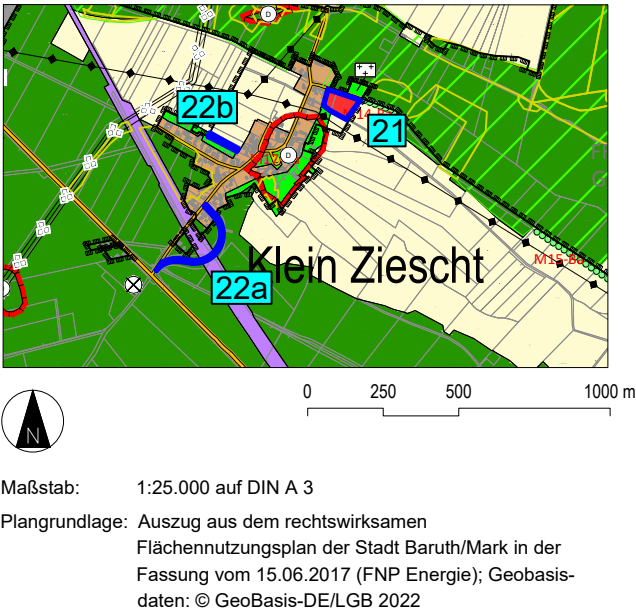 D
22b
14-
21
D
Klein Ziescht
M15-Ba
22a
0 250 500 1000 m
N
Maßstab: 1:25.000 auf DIN A 3
Plangrundlage: Auszug aus dem rechtswirksamen
Flächennutzungsplan der Stadt Baruth/Mark in der
Fassung vom 15.06.2017 (FNP Energie); Geobasis-
daten: © GeoBasis-DE/LGB 2022